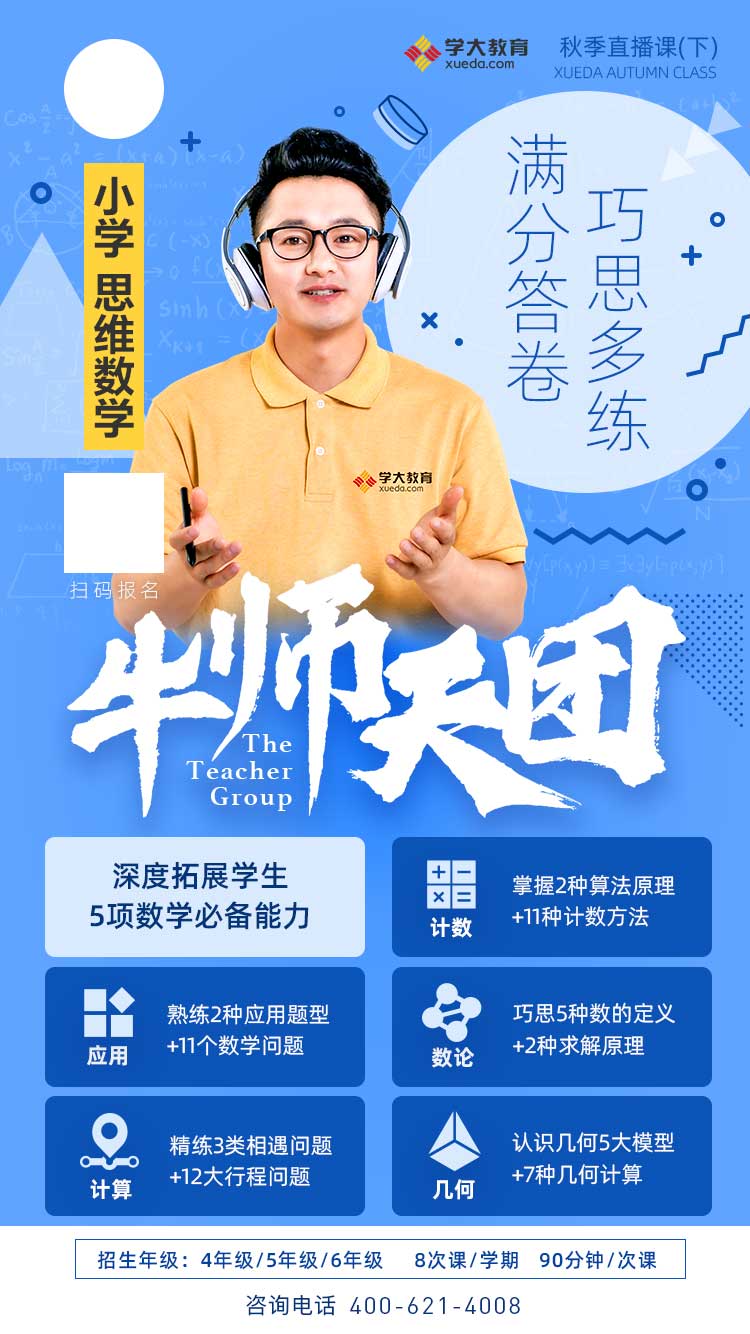 学大教育
xueda.com
秋季直播课(下)
XUEDA AUTUMN CLASS
小学 思维数学
巧思多练
满分答卷
学大教育
xueda.com
扫码报名
牛师天团
The
Teacher
Group
深度拓展学生
5项数学必备能力
计数
掌握2种算法原理
+11种计数方法
应用
熟练2种应用题型
+11个数学问题
数论
巧思5种数的定义
+2种求解原理
计算
精练3类相遇问题
+12大行程问题
几何
认识几何5大模型
+7种几何计算
招生年级：4年级/5年级/6年级 8次课/学期 90分钟/次课
咨询电话 400-621-4008